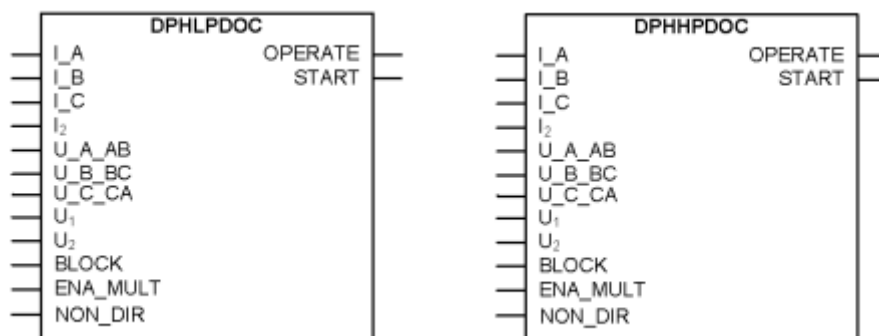 DPHLPDOC
I_A OPERATE
I_B START
I_C
I₂
U_A_AB
U_B_BC
U_C_CA
U₁
U₂
BLOCK
ENA_MULT
NON_DIR
DPHHPDOC
I_A OPERATE
I_B START
I_C
I₂
U_A_AB
U_B_BC
U_C_CA
U₁
U₂
BLOCK
ENA_MULT
NON_DIR